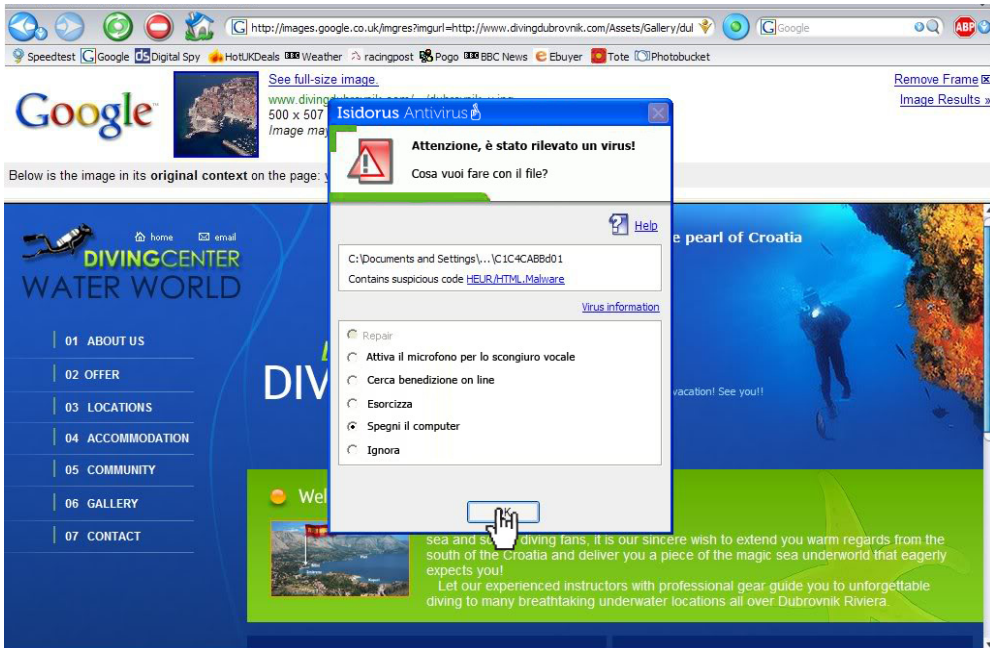 http://images.google.co.uk/imgres?imgurl=http://www.divingdubrovnik.com/Assets/Gallery/dul
Google
ABP
Speedtest Google Digital Spy HotUKDeals Weather racingpost Pogo BBC News Ebuyer Tote Photobucket
Google
See full-size image.
500 x 507
Image may
Remove Frame
Image Results »
Below is the image in its original context on the page:
Isidorus Antivirus
Attenzione, è stato rilevato un virus!
Cosa vuoi fare con il file?
Help
C:\Documents and Settings\...\C1C4CABBd01
Contains suspicious code HEUR/HTML.Malware
Virus information
Repair
Attiva il microfono per lo scongiuro vocale
Cerca benedizione on line
Esorcizza
Spegni il computer
Ignora
home email
DIVINGCENTER
WATER WORLD
01 ABOUT US
02 OFFER
03 LOCATIONS
04 ACCOMMODATION
05 COMMUNITY
06 GALLERY
07 CONTACT
e pearl of Croatia
DIV
vacation! See you!!
Wel
sea and diving fans, it is our sincere wish to extend you warm regards from the
south of the Croatia and deliver you a piece of the magic sea underworld that eagerly
expects you!
Let our experienced instructors with professional gear guide you to unforgettable
diving to many breathtaking underwater locations all over Dubrovnik Riviera.